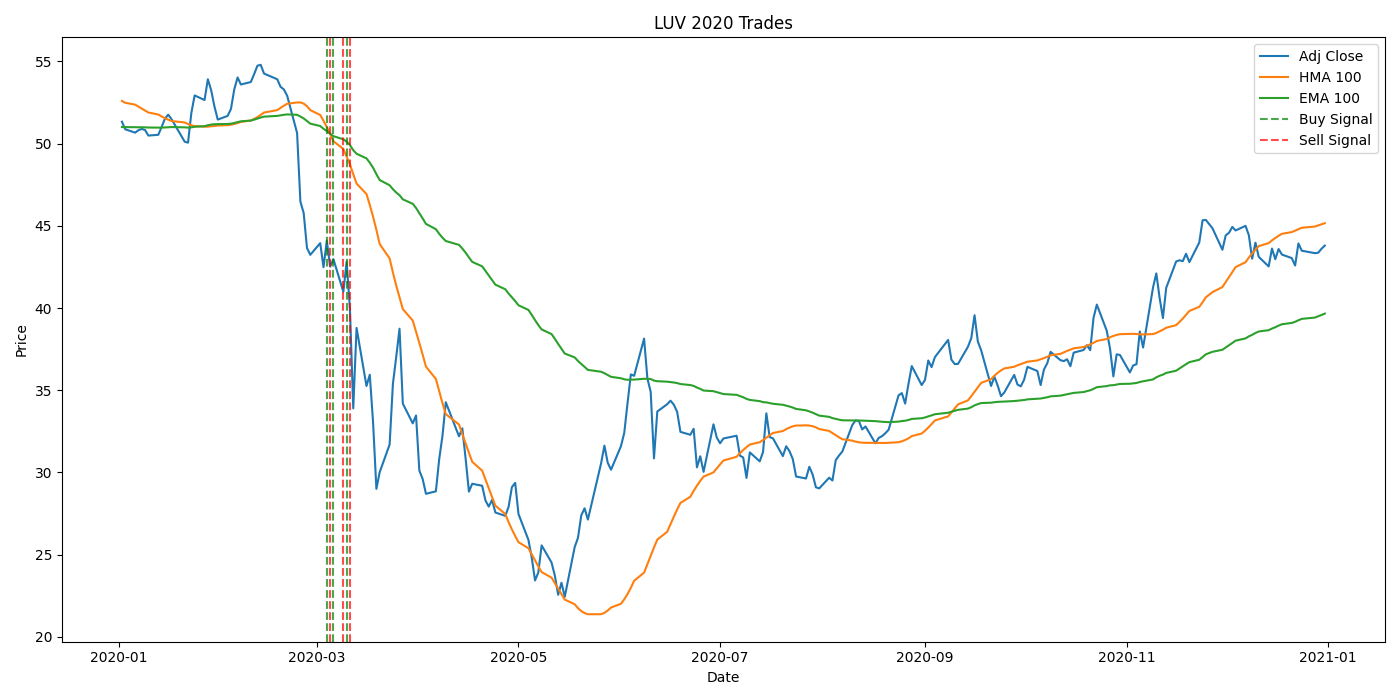 LUV 2020 Trades
Adj Close
HMA 100
EMA 100
Buy Signal
Sell Signal
Price
55
50
45
40
35
30
25
20
2020-01
2020-03
2020-05
2020-07
2020-09
2020-11
2021-01
Date